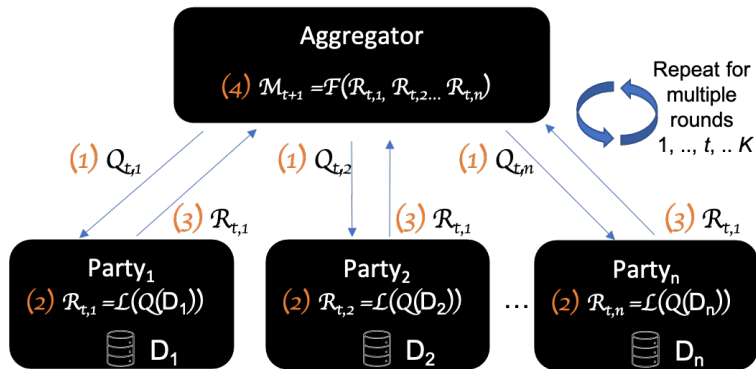 Aggregator
(4) M_{t+1} = F(R_{t,1}, R_{t,2}... R_{t,n})
Repeat for
multiple
rounds
1, .., t, .. K
(1) Q_{t,1}
(1) Q_{t,2}
(1) Q_{t,n}
(3) R_{t,1}
(3) R_{t,1}
(3) R_{t,1}
Party_1
(2) R_{t,1} = L(Q(D_1))
D_1
Party_2
(2) R_{t,2} = L(Q(D_2))
D_2
...
Party_n
(2) R_{t,n} = L(Q(D_n))
D_n